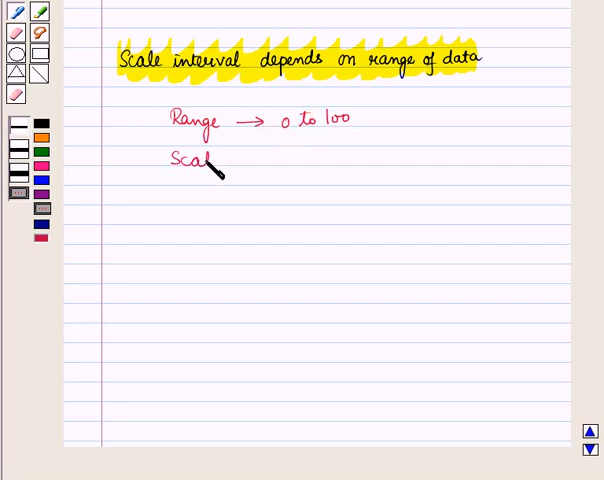 Scale interval depends on range of data
Range → 0 to 100
Scal